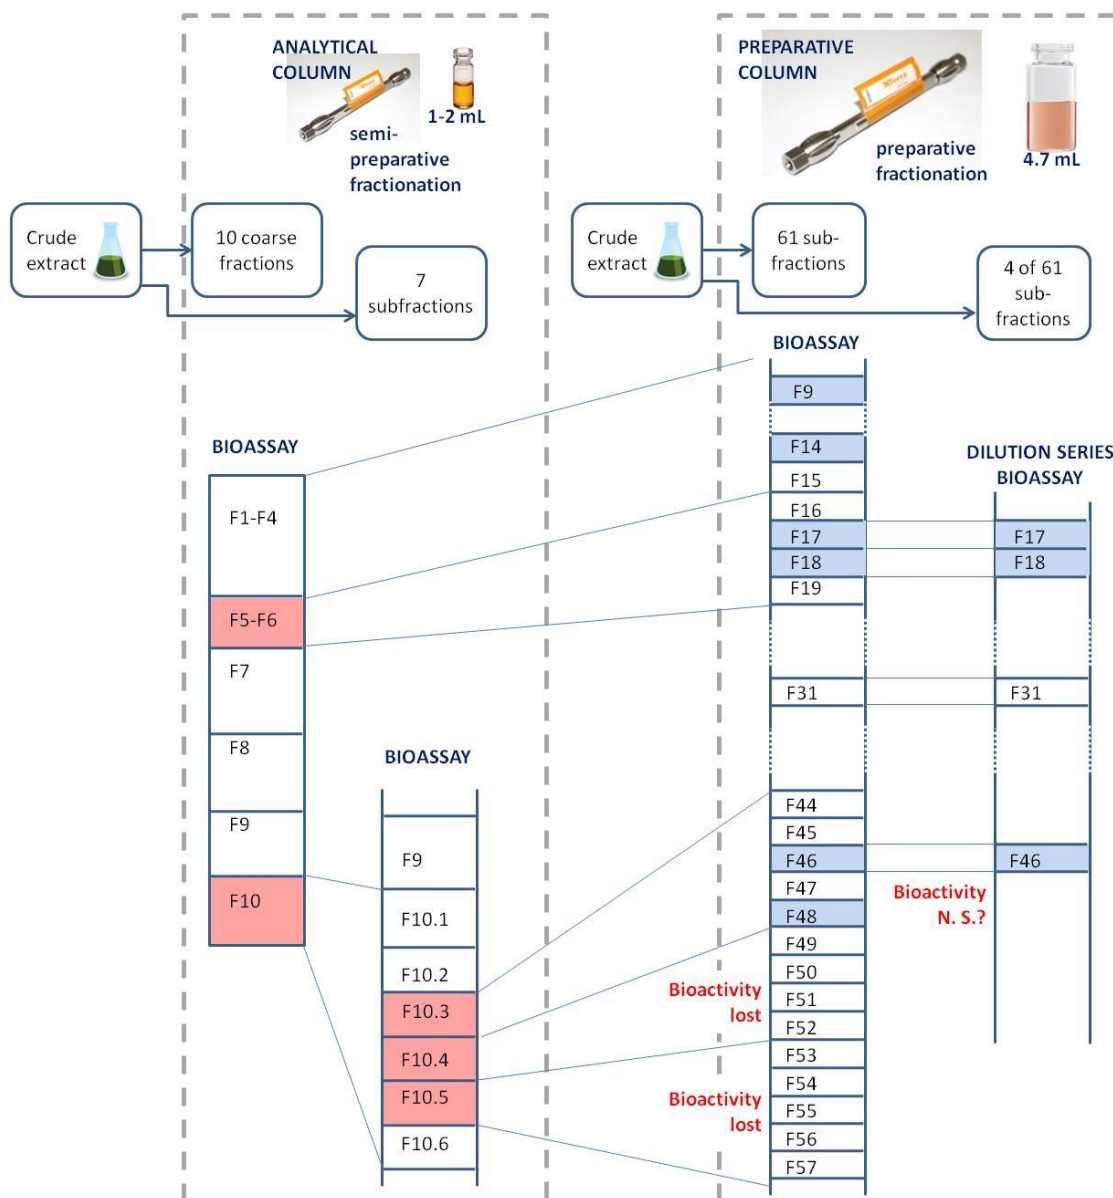 ANALYTICAL
COLUMN
1-2 mL
semi-
preparative
fractionation
PREPARATIVE
COLUMN
preparative
fractionation
4.7 mL
Crude
extract
10 coarse
fractions
7
subfractions
Crude
extract
61 sub-
fractions
4 of 61
sub-
fractions
BIOASSAY
F1-F4
F5-F6
F7
F8
F9
F10
BIOASSAY
F9
F10.1
F10.2
F10.3
F10.4
F10.5
F10.6
BIOASSAY
F9
F14
F15
F16
F17
F18
F19
F31
F44
F45
F46
F47
F48
F49
F50
F51
F52
F53
F54
F55
F56
F57
Bioactivity
lost
Bioactivity
lost
DILUTION SERIES
BIOASSAY
F17
F18
F31
F46
Bioactivity
N. S.?